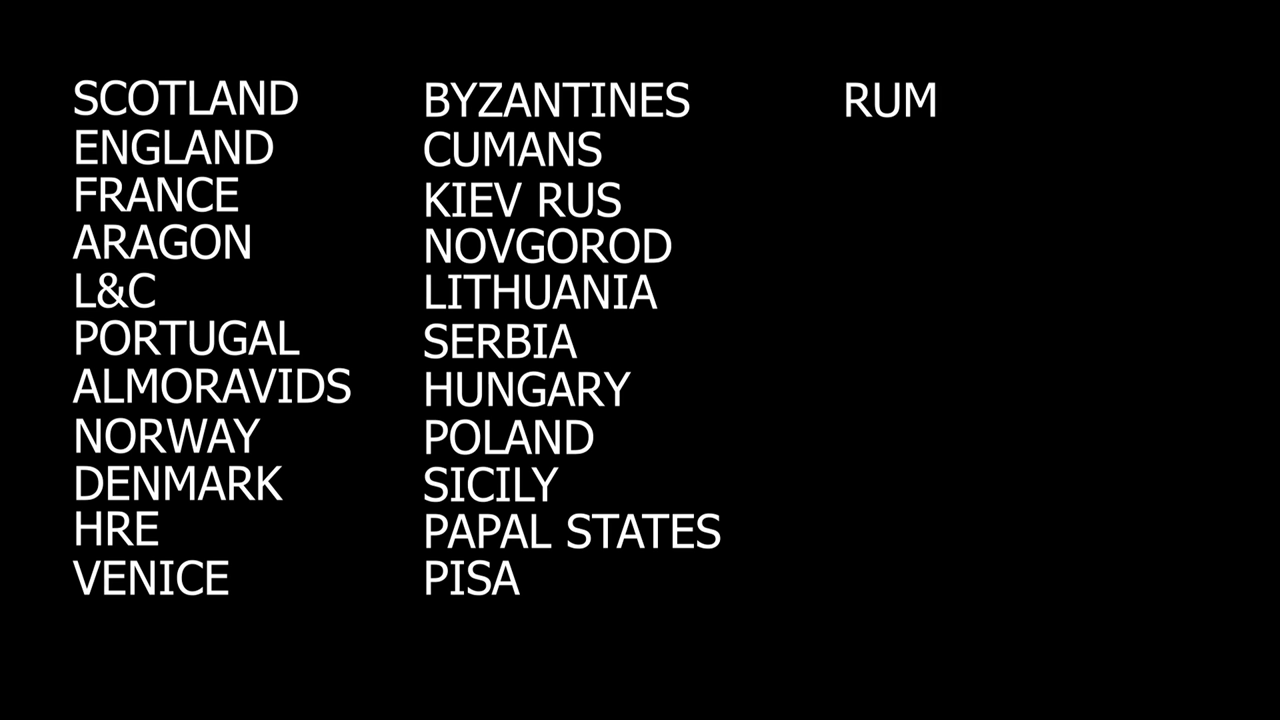 SCOTLAND
ENGLAND
FRANCE
ARAGON
L&C
PORTUGAL
ALMORAVIDS
NORWAY
DENMARK
HRE
VENICE
BYZANTINES
CUMANS
KIEV RUS
NOVGOROD
LITHUANIA
SERBIA
HUNGARY
POLAND
SICILY
PAPAL STATES
PISA
RUM